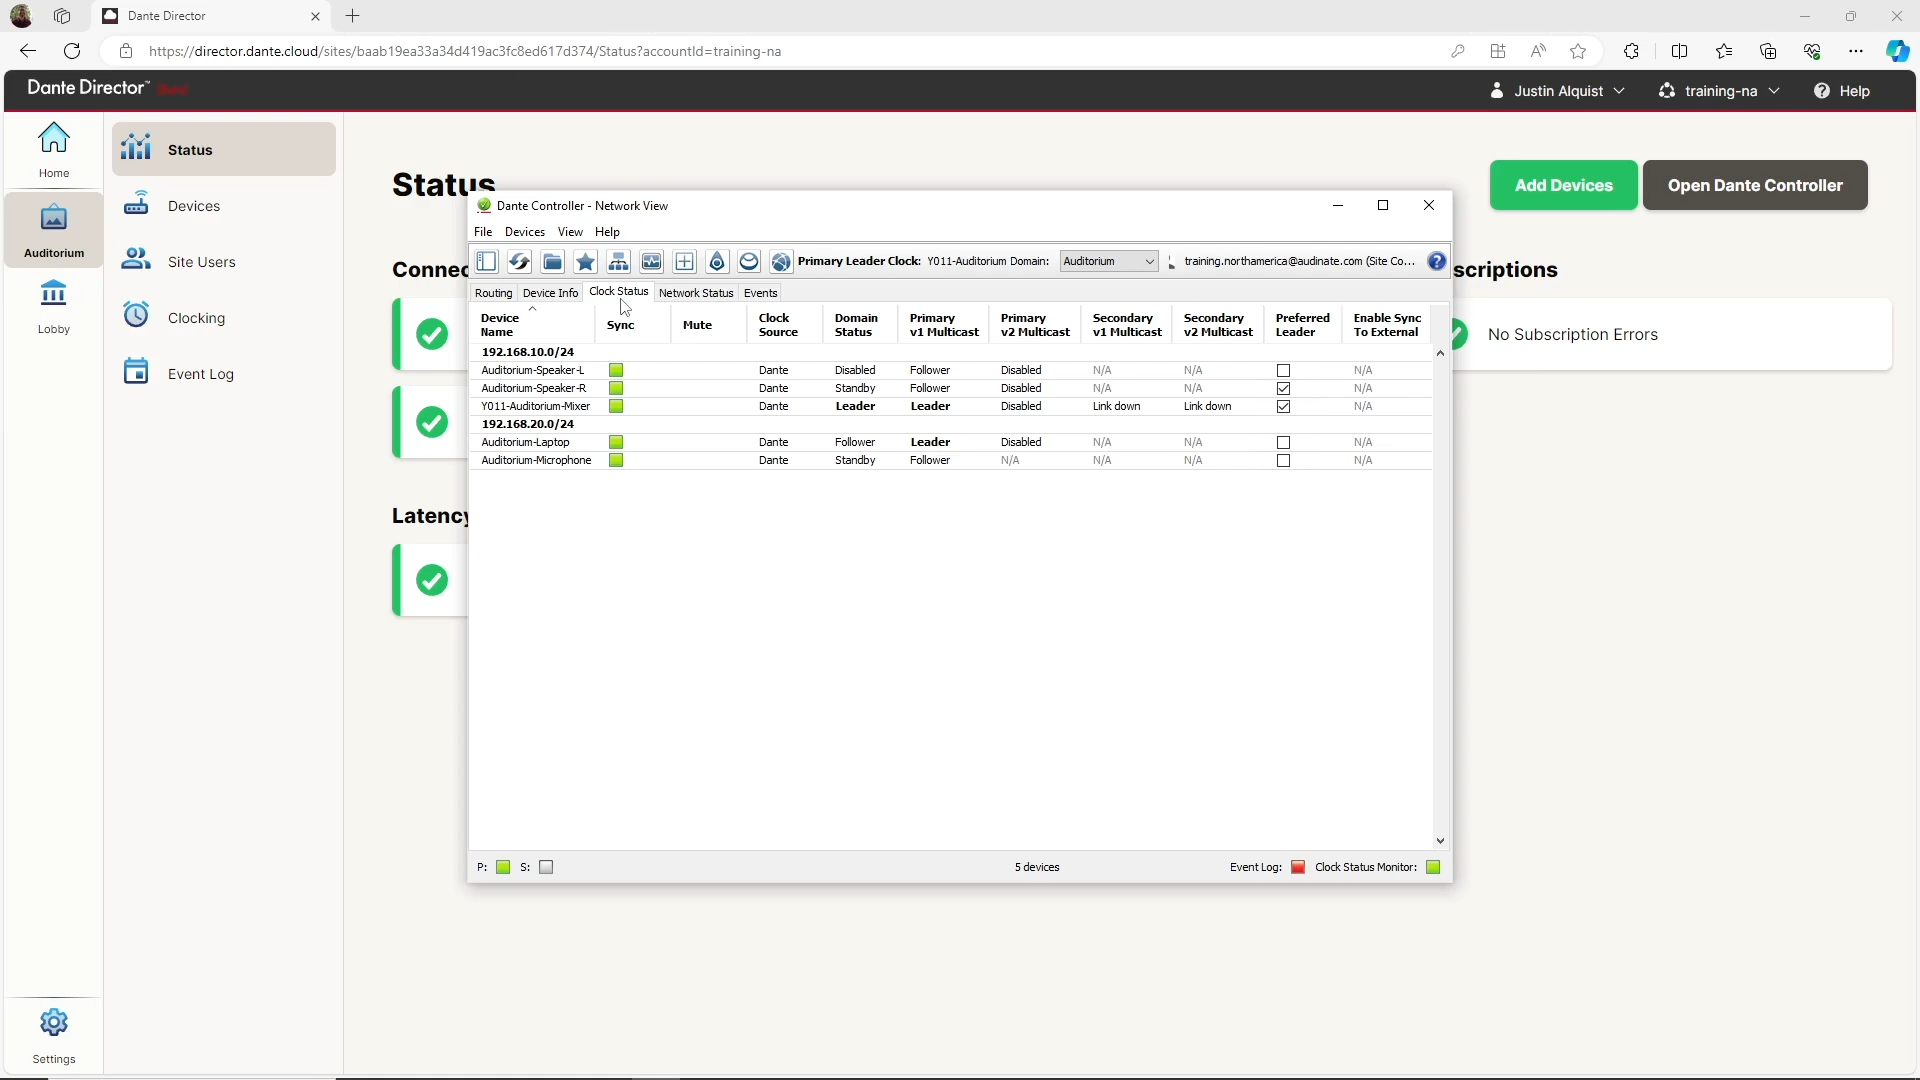 Dante Director
https://director.dante.cloud/sites/baab19ea33a34d419ac3fc8ed617d374/Status?accountId=training-na
Dante Director™
Justin Alquist
training-na
Help
Home
Auditorium
Lobby
Settings
Status
Devices
Site Users
Clocking
Event Log
Status
Add Devices
Open Dante Controller
Connec
scriptions
No Subscription Errors
Latency
Dante Controller - Network View
File Devices View Help
Primary Leader Clock: Y011-Auditorium Domain: Auditorium training.northamerica@audinate.com (Site Co...
Routing Device Info Clock Status Network Status Events
Device Name Sync Mute Clock Source Domain Status Primary v1 Multicast Primary v2 Multicast Secondary v1 Multicast Secondary v2 Multicast Preferred Leader Enable Sync To External
192.168.10.0/24
Auditorium-Speaker-L Dante Disabled Follower Disabled N/A N/A N/A
Auditorium-Speaker-R Dante Standby Follower Disabled N/A N/A N/A
Y011-Auditorium-Mixer Dante Leader Leader Disabled Link down Link down N/A
192.168.20.0/24
Auditorium-Laptop Dante Follower Leader Disabled N/A N/A N/A
Auditorium-Microphone Dante Standby Follower N/A N/A N/A N/A
P: S: 5 devices Event Log: Clock Status Monitor: